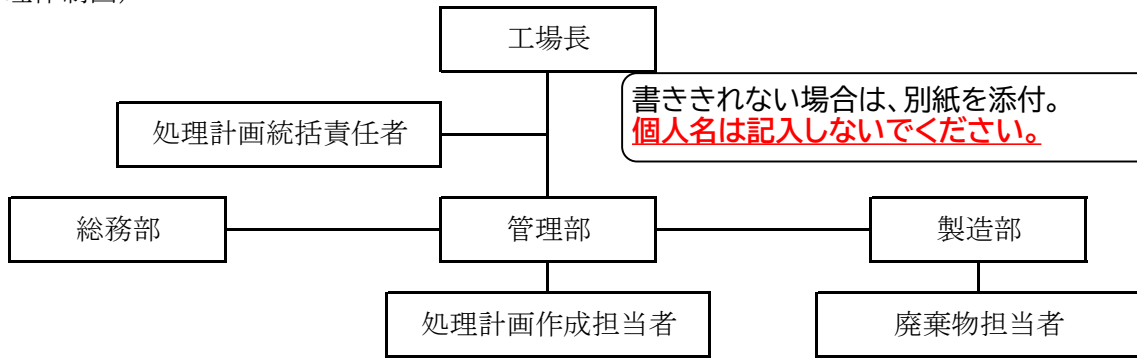 工場長
書ききれない場合は、別紙を添付。
個人名は記入しないでください。
処理計画統括責任者
総務部
管理部
製造部
処理計画作成担当者
廃棄物担当者